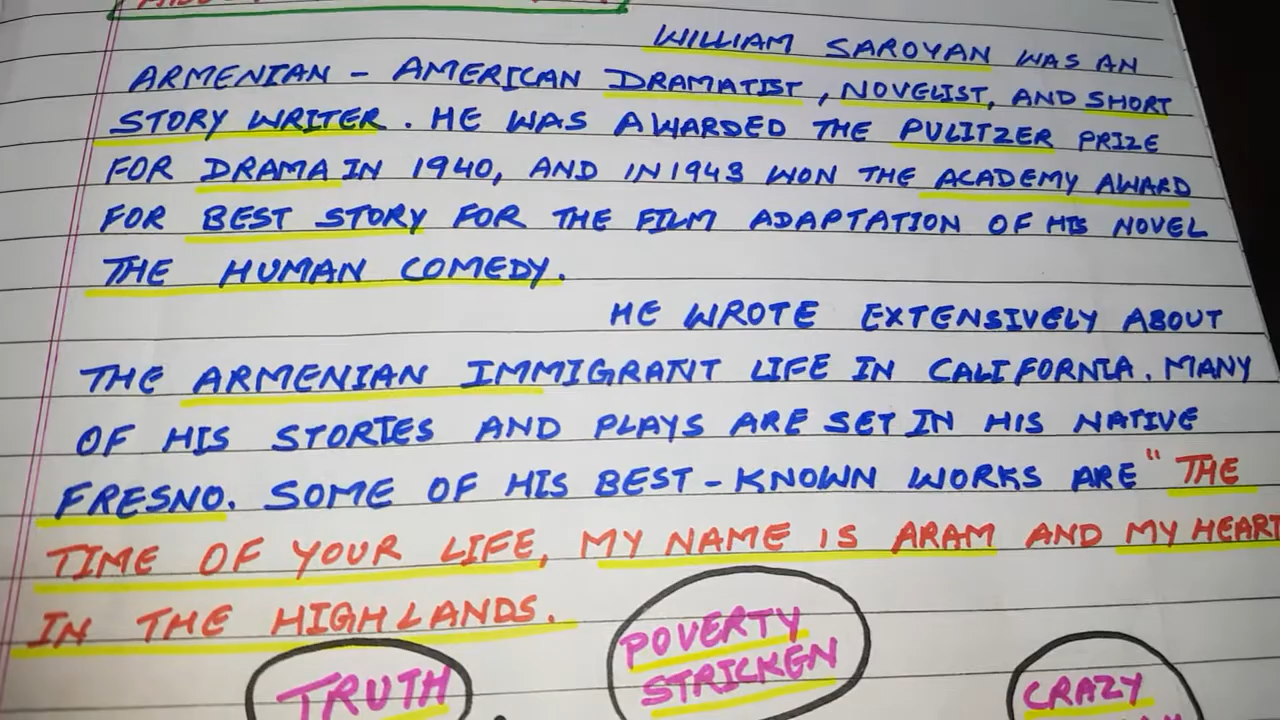 WILLIAM SAROYAN WAS AN
ARMENIAN - AMERICAN DRAMATIST, NOVELIST, AND SHORT
STORY WRITER. HE WAS AWARDED THE PULITZER PRIZE
FOR DRAMA IN 1940, AND IN 1943 WON THE ACADEMY AWARD
FOR BEST STORY FOR THE FILM ADAPTATION OF HIS NOVEL
THE HUMAN COMEDY.
HE WROTE EXTENSIVELY ABOUT
THE ARMENIAN IMMIGRANT LIFE IN CALIFORNIA. MANY
OF HIS STORIES AND PLAYS ARE SET IN HIS NATIVE
FRESNO. SOME OF HIS BEST-KNOWN WORKS ARE "THE
TIME OF YOUR LIFE, MY NAME IS ARAM AND MY HEART
IN THE HIGHLANDS.
POVERTY
STRICKEN
TRUTH
CRAZY